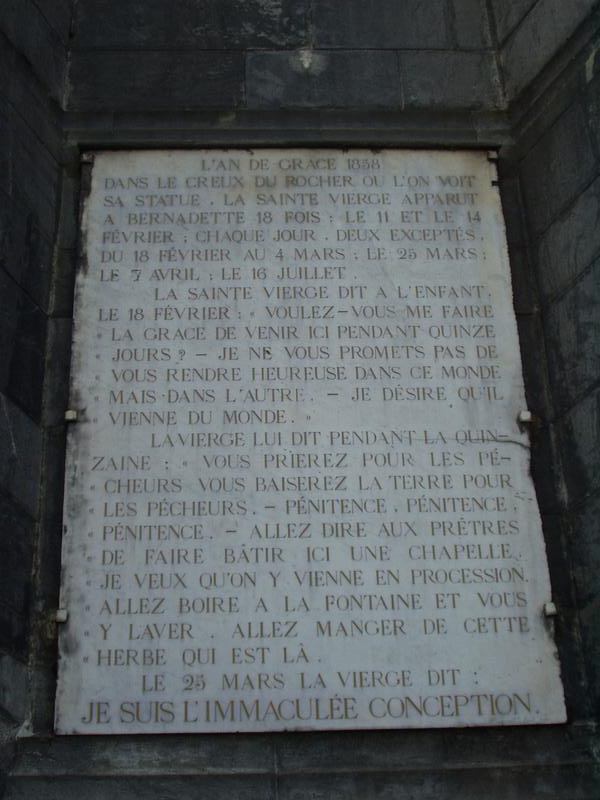 L'AN DE GRACE 1858
DANS LE CREUX DU ROCHER OU L'ON VOIT
SA STATUE , LA SAINTE VIERGE APPARUT
A BERNADETTE 18 FOIS : LE 11 ET LE 14
FÉVRIER ; CHAQUE JOUR , DEUX EXCEPTÉS ,
DU 18 FÉVRIER AU 4 MARS ; LE 25 MARS ;
LE 7 AVRIL ; LE 16 JUILLET .
LA SAINTE VIERGE DIT A L'ENFANT ,
LE 18 FÉVRIER : « VOULEZ-VOUS ME FAIRE
« LA GRACE DE VENIR ICI PENDANT QUINZE
« JOURS ? — JE NE VOUS PROMETS PAS DE
« VOUS RENDRE HEUREUSE DANS CE MONDE
« MAIS DANS L'AUTRE . — JE DÉSIRE QU'IL
« VIENNE DU MONDE . »
LA VIERGE LUI DIT PENDANT LA QUIN-
ZAINE : « VOUS PRIEREZ POUR LES PÉ-
« CHEURS VOUS BAISEREZ LA TERRE POUR
« LES PÉCHEURS . — PÉNITENCE , PÉNITENCE ,
« PÉNITENCE . — ALLEZ DIRE AUX PRÊTRES
« DE FAIRE BÂTIR ICI UNE CHAPELLE .
« JE VEUX QU'ON Y VIENNE EN PROCESSION .
« ALLEZ BOIRE A LA FONTAINE ET VOUS
« Y LAVER . ALLEZ MANGER DE CETTE
« HERBE QUI EST LÀ .
LE 25 MARS LA VIERGE DIT :
JE SUIS L'IMMACULÉE CONCEPTION .